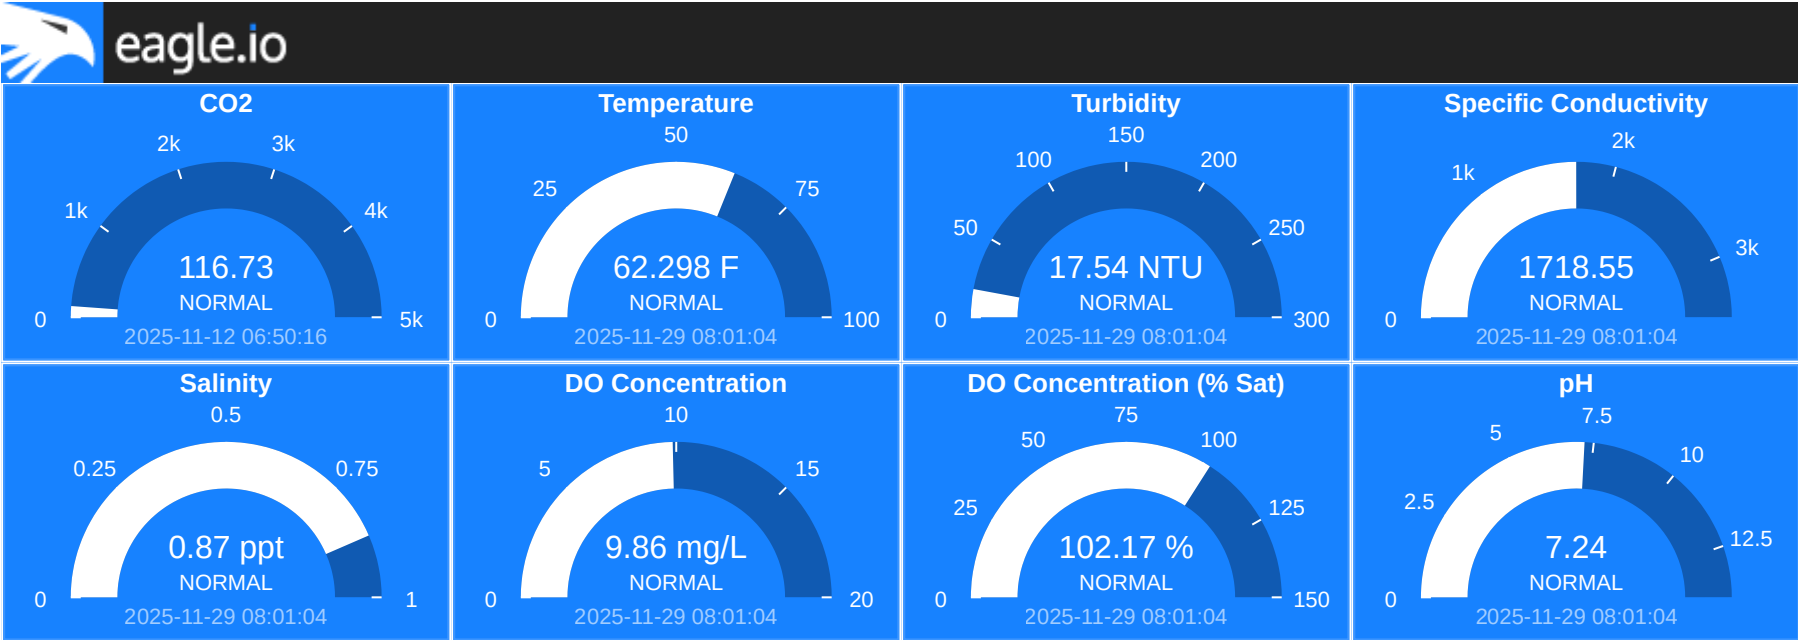 eagle.io
CO2
2k
3k
1k
4k
116.73
NORMAL
0
5k
2025-11-12 06:50:16
Temperature
50
25
75
62.298 F
NORMAL
0
100
2025-11-29 08:01:04
Turbidity
150
100
200
50
250
17.54 NTU
NORMAL
0
300
2025-11-29 08:01:04
Specific Conductivity
2k
1k
3k
1718.55
NORMAL
0
2025-11-29 08:01:04
Salinity
0.5
0.25
0.75
0.87 ppt
NORMAL
0
1
2025-11-29 08:01:04
DO Concentration
10
5
15
9.86 mg/L
NORMAL
0
20
2025-11-29 08:01:04
DO Concentration (% Sat)
75
50
100
25
125
102.17 %
NORMAL
0
150
2025-11-29 08:01:04
pH
7.5
5
10
2.5
12.5
7.24
NORMAL
0
2025-11-29 08:01:04